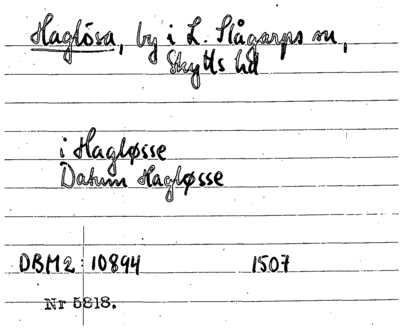 Haglösa, by i L. Slågarps sn,
Skytts hd
i Hagløsse
Datum Hagløsse
DBM2: 10894 1507
Nr 5818.